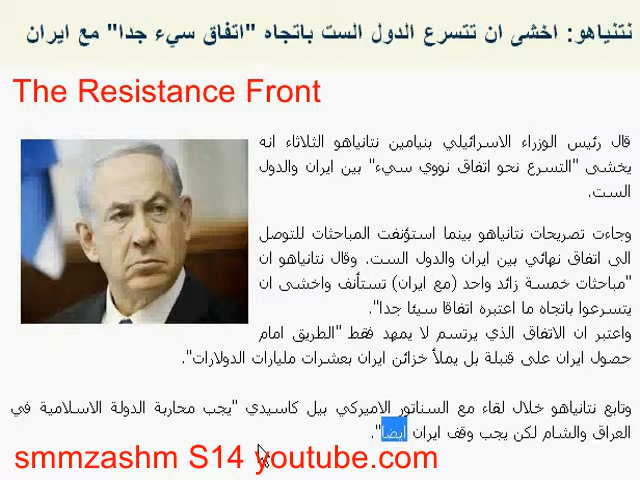 نتنياهو: اخشى ان تتسرع الدول الست باتجاه "اتفاق سيء جدا" مع ايران
The Resistance Front
قال رئيس الوزراء الاسرائيلي بنيامين نتانياهو الثلاثاء انه
يخشى "التسرع نحو اتفاق نووي سيء" بين ايران والدول
الست.
وجاءت تصريحات نتانياهو بينما استؤنفت المباحثات للتوصل
الى اتفاق نهائي بين ايران والدول الست. وقال نتانياهو ان
"مباحثات خمسة زائد واحد (مع ايران) تستأنف واخشى ان
يتسرعوا باتجاه ما اعتبره اتفاقا سيئا جدا".
واعتبر ان الاتفاق الذي يرتسم لا يمهد فقط "الطريق امام
حصول ايران على قنبلة بل يملأ خزائن ايران بعشرات مليارات الدولارات".
وتابع نتانياهو خلال لقاء مع السناتور الاميركي بيل كاسيدي "يجب محاربة الدولة الاسلامية في
العراق والشام لكن يجب وقف ايران ايضا".
smmzashm S14 youtube.com